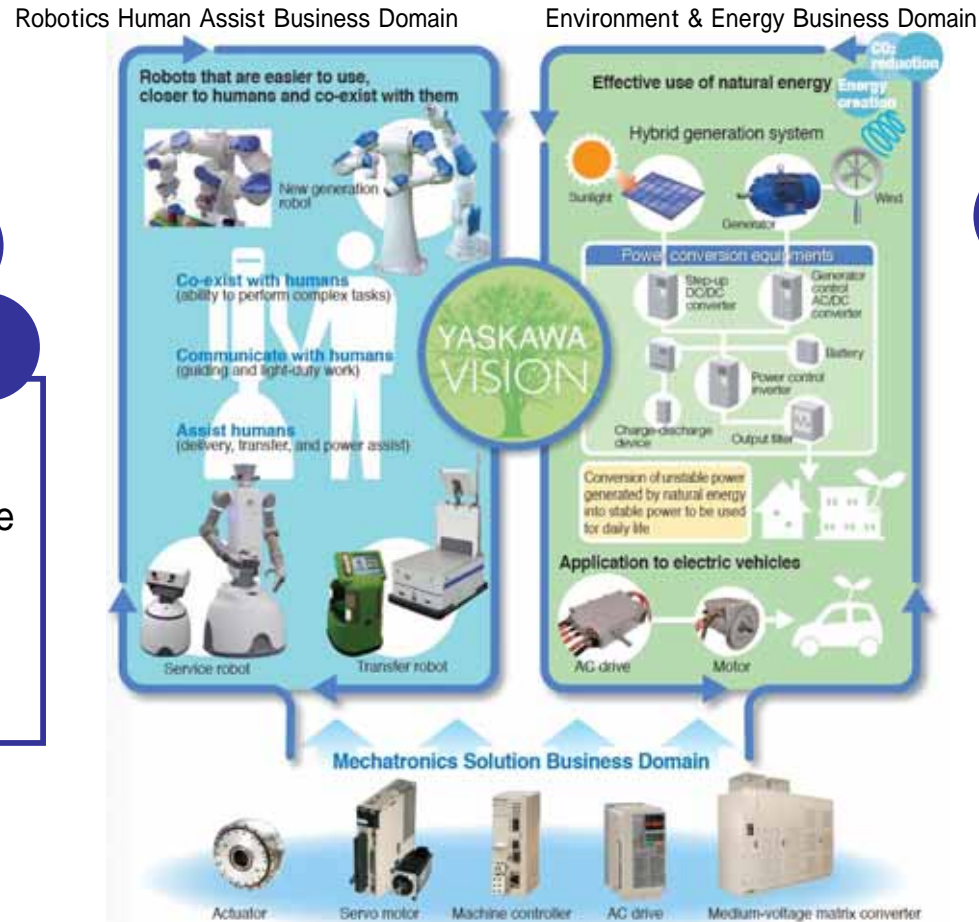 Robotics Human Assist Business Domain
Environment & Energy Business Domain
Robots that are easier to use,
closer to humans and co-exist with them
New generation
robot
Co-exist with humans
(ability to perform complex tasks)
Communicate with humans
(guiding and light-duty work)
Assist humans
(delivery, transfer, and power assist)
Service robot
Transfer robot
YASKAWA
VISION
CO2
reduction
Energy
creation
Effective use of natural energy
Hybrid generation system
Sunlight
Generator
Wind
Power conversion equipments
Step-up
DC/DC
converter
Generator
control
AC/DC
converter
Battery
Power control
inverter
Charge-discharge
device
Output filter
Conversion of unstable power
generated by natural energy
into stable power to be used
for daily life
Application to electric vehicles
AC drive
Motor
e
Mechatronics Solution Business Domain
Actuator
Servo motor
Machine controller
AC drive
Medium-voltage matrix converter